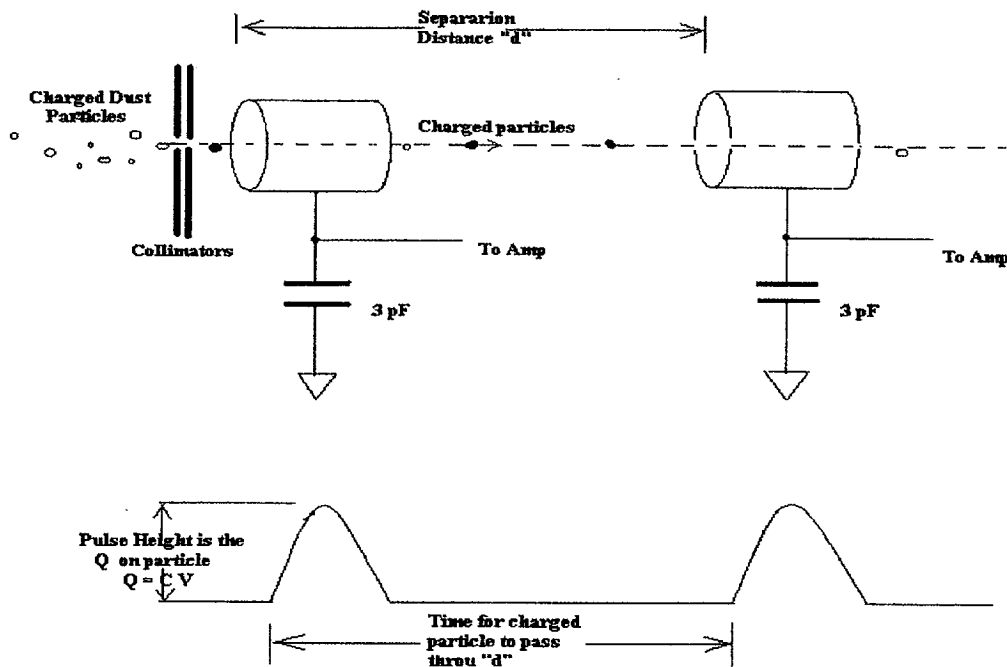 Separarion
Distance "d"
Charged Dust
Particles
Charged particles
Collimators
To Amp
To Amp
3 pF
3 pF
Pulse Height is the
Q on particle
Q = C V
Time for charged
particle to pass
thru "d"